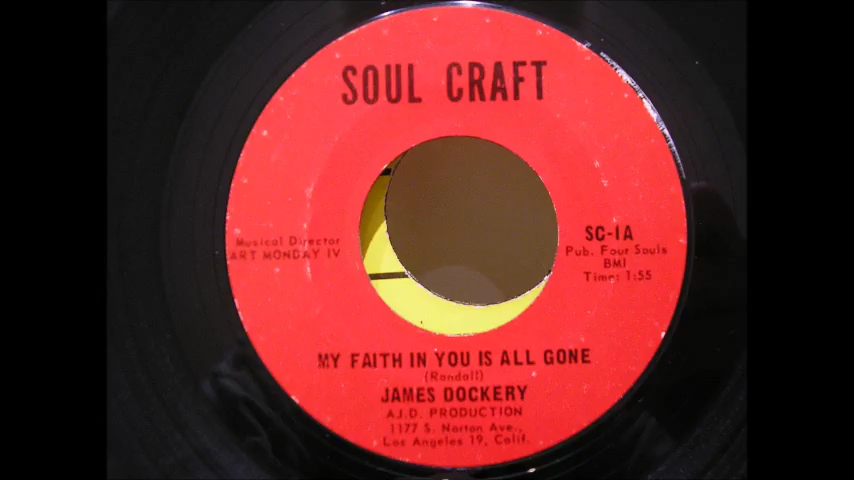 SOUL CRAFT
Musical Director
ART MONDAY IV
SC-1A
Pub. Four Souls
BMI
Time: 1:55
MY FAITH IN YOU IS ALL GONE
(Randall)
JAMES DOCKERY
A.J.D. PRODUCTION
1177 S. Norton Ave.,
Los Angeles 19, Calif.